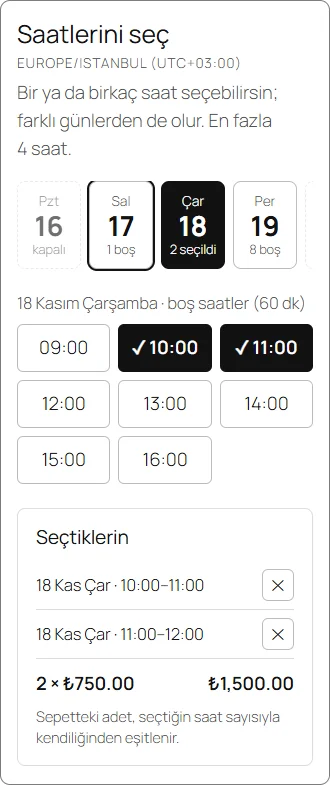 Saatlerini seç
EUROPE/ISTANBUL (UTC+03:00)
Bir ya da birkaç saat seçebilirsin;
farklı günlerden de olur. En fazla
4 saat.
Pzt Sal Çar Per
16 17 18 19
kapalı 1 boş 2 seçildi 8 boş
18 Kasım Çarşamba · boş saatler (60 dk)
09:00 ✓10:00 ✓11:00
12:00 13:00 14:00
15:00 16:00
Seçtiklerin
18 Kas Çar · 10:00–11:00 ×
18 Kas Çar · 11:00–12:00 ×
2 × ₺750.00 ₺1,500.00
Sepetteki adet, seçtiğin saat sayısıyla
kendiliğinden eşitlenir.